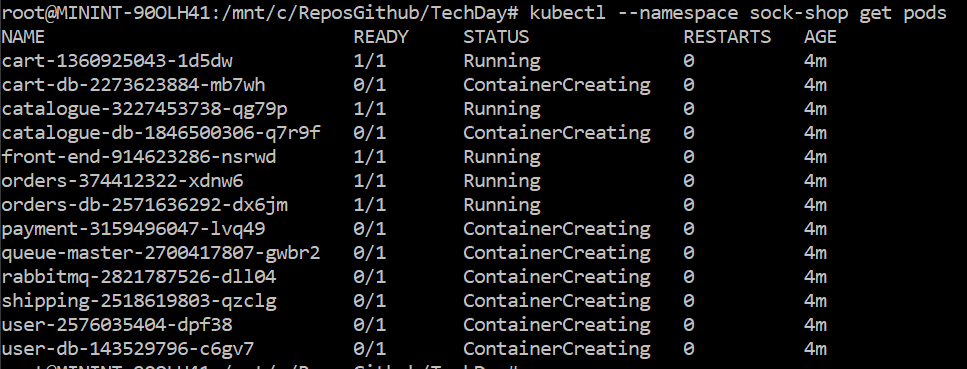 root@MININT-90OLH41:/mnt/c/ReposGithub/TechDay# kubectl --namespace sock-shop get pods
NAME READY STATUS RESTARTS AGE
cart-1360925043-1d5dw 1/1 Running 0 4m
cart-db-2273623884-mb7wh 0/1 ContainerCreating 0 4m
catalogue-3227453738-qg79p 1/1 Running 0 4m
catalogue-db-1846500306-q7r9f 0/1 ContainerCreating 0 4m
front-end-914623286-nsrwd 1/1 Running 0 4m
orders-374412322-xdnw6 1/1 Running 0 4m
orders-db-2571636292-dx6jm 1/1 Running 0 4m
payment-3159496047-lvq49 0/1 ContainerCreating 0 4m
queue-master-2700417807-gwbr2 0/1 ContainerCreating 0 4m
rabbitmq-2821787526-dll04 0/1 ContainerCreating 0 4m
shipping-2518619803-qzclg 0/1 ContainerCreating 0 4m
user-2576035404-dpf38 0/1 ContainerCreating 0 4m
user-db-143529796-c6gv7 0/1 ContainerCreating 0 4m
root@MININT-90OLH41:/mnt/c/ReposGithub/TechDay#